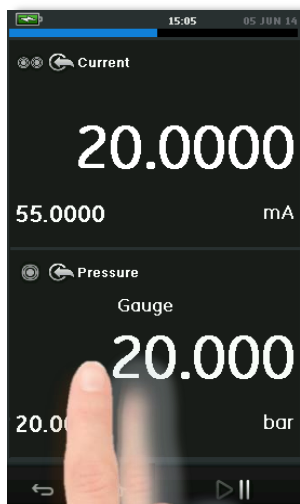 15:05 05 JUN 14
Current
20.0000
55.0000 mA
Pressure
Gauge
20.000
bar